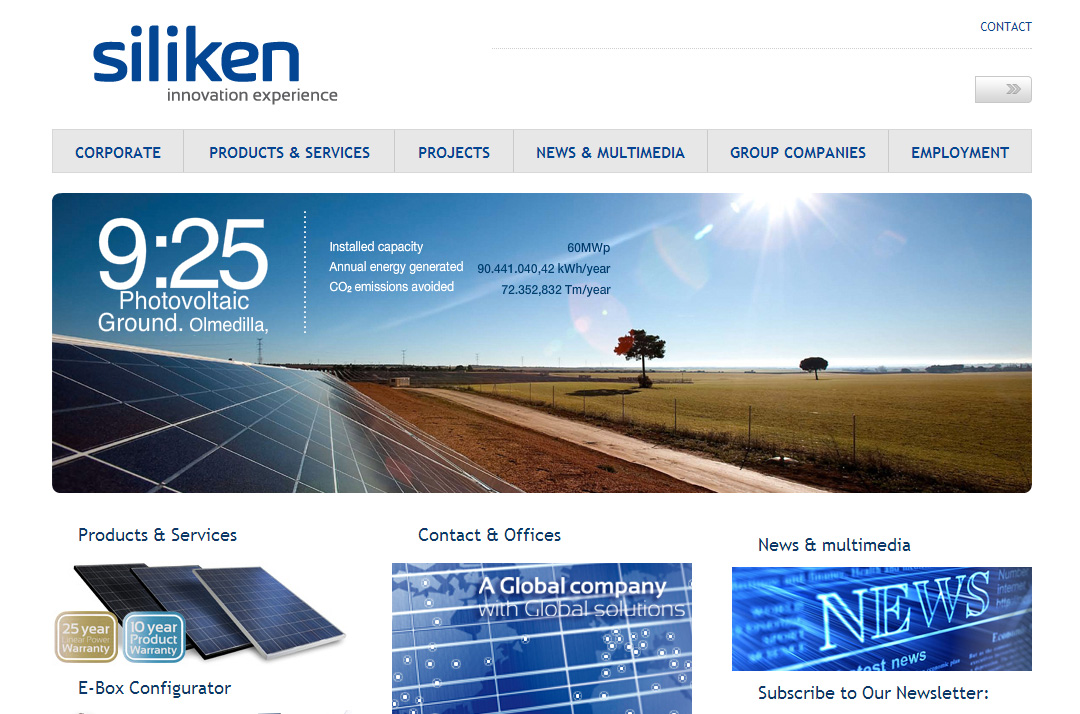 siliken
innovation experience
CONTACT
CORPORATE
PRODUCTS & SERVICES
PROJECTS
NEWS & MULTIMEDIA
GROUP COMPANIES
EMPLOYMENT
9:25
Photovoltaic
Ground. Olmedilla,
Installed capacity 60MWp
Annual energy generated 90.441.040,42 kWh/year
CO₂ emissions avoided 72.352,832 Tm/year
Products & Services
25 year
Linear Power
Warranty
10 year
Product
Warranty
E-Box Configurator
Contact & Offices
A Global company
with Global solutions
News & multimedia
NEWS
test news
Subscribe to Our Newsletter: